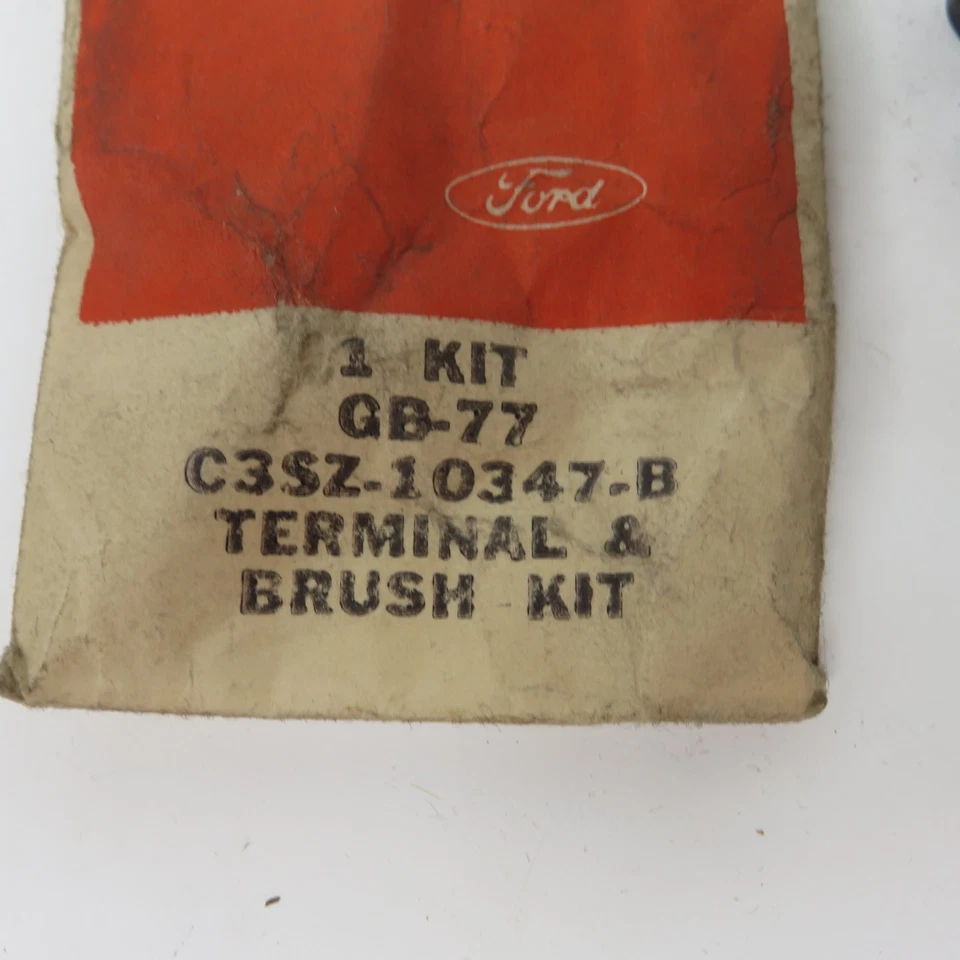 Ford
1 KIT
GB-77
C3SZ-10347-B
TERMINAL &
BRUSH KIT